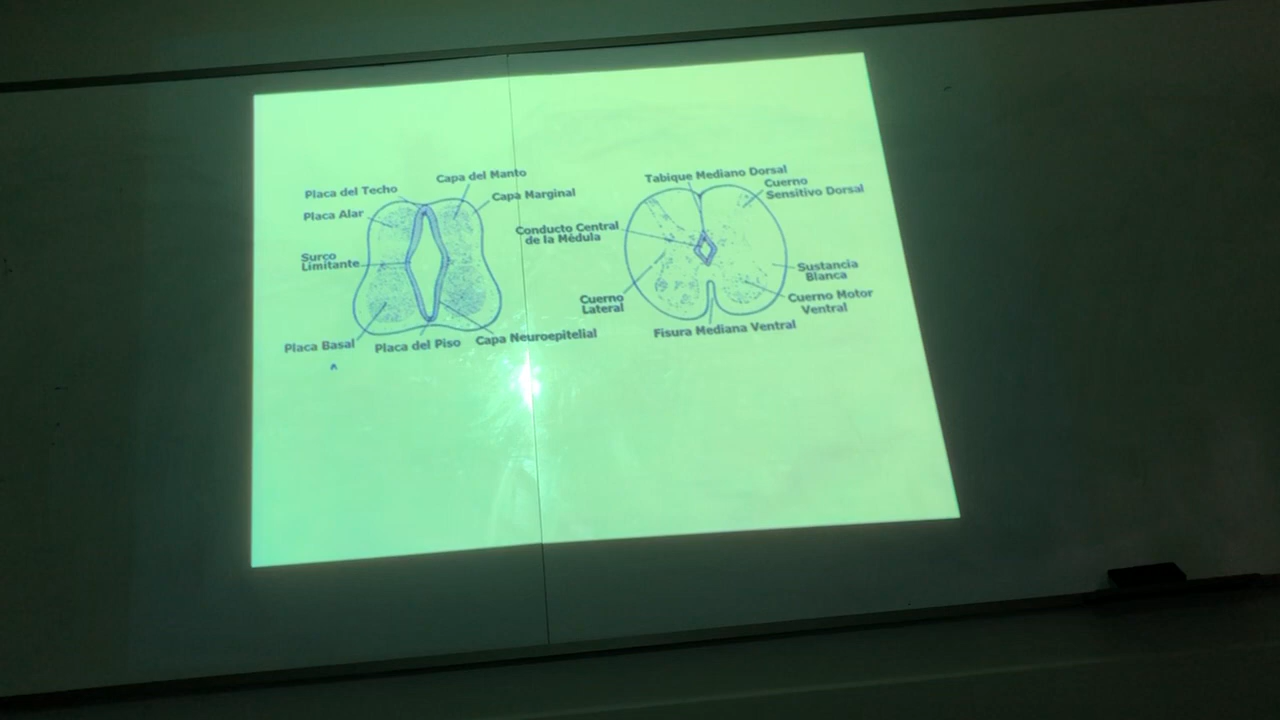 Placa del Techo
Capa del Manto
Placa Alar
Capa Marginal
Surco
Limitante
Placa Basal
Placa del Piso
Capa Neuroepitelial
Tabique Mediano Dorsal
Cuerno
Sensitivo Dorsal
Conducto Central
de la Médula
Sustancia
Blanca
Cuerno
Lateral
Cuerno Motor
Ventral
Fisura Mediana Ventral